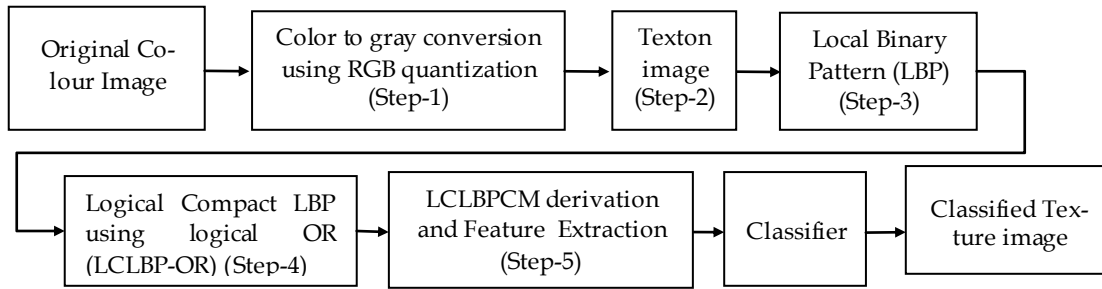 Original Co-
lour Image
Color to gray conversion
using RGB quantization
(Step-1)
Texton
image
(Step-2)
Local Binary
Pattern (LBP)
(Step-3)
Logical Compact LBP
using logical OR
(LCLBP-OR) (Step-4)
LCLBPCM derivation
and Feature Extraction
(Step-5)
Classifier
Classified Tex-
ture image